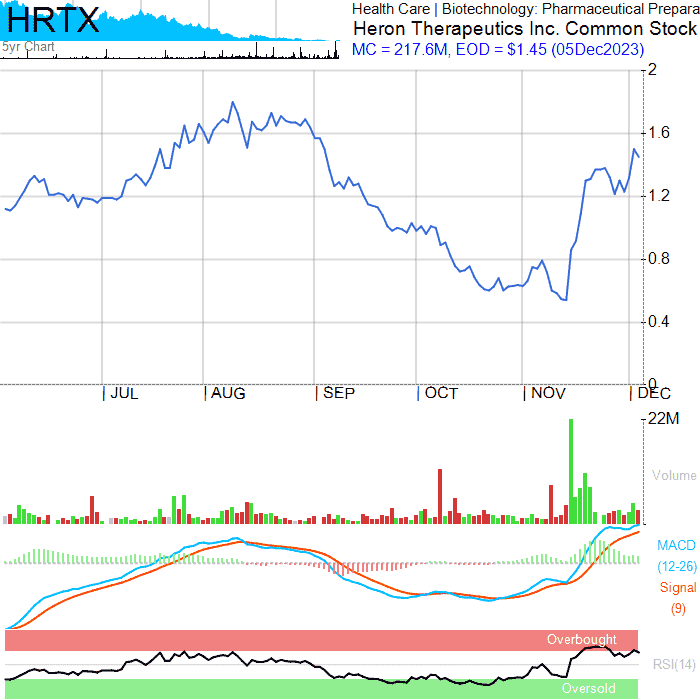 HRTX
5yr Chart
Health Care | Biotechnology: Pharmaceutical Prepara
Heron Therapeutics Inc. Common Stock
MC = 217.6M, EOD = $1.45 (05Dec2023)
2
1.6
1.2
0.8
0.4
0
JUL
AUG
SEP
OCT
NOV
DEC
22M
Volume
MACD
(12-26)
Signal
(9)
Overbought
RSI(14)
Oversold